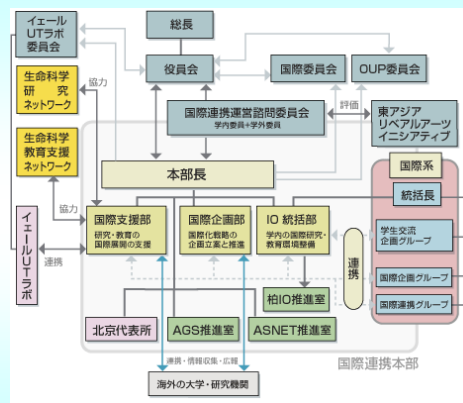 イェール
UTラボ
委員会
総長
役員会
国際委員会
OUP委員会
生命科学
研究
ネットワーク
協力
国際連携運営諮問委員会
学内委員+学外委員
評価
東アジア
リベラルアーツ
イニシアティブ
生命科学
教育支援
ネットワーク
本部長
国際系
統括長
協力
国際支援部
研究・教育の
国際展開の支援
国際企画部
国際化戦略の
企画立案と推進
IO 統括部
学内の国際研究・
教育環境整備
学生交流
企画グループ
イェールUTラボ
連携
連携
国際企画グループ
柏IO推進室
国際連携グループ
北京代表所
AGS推進室
ASNET推進室
国際連携本部
連携・情報収集・広報
海外の大学・研究機関